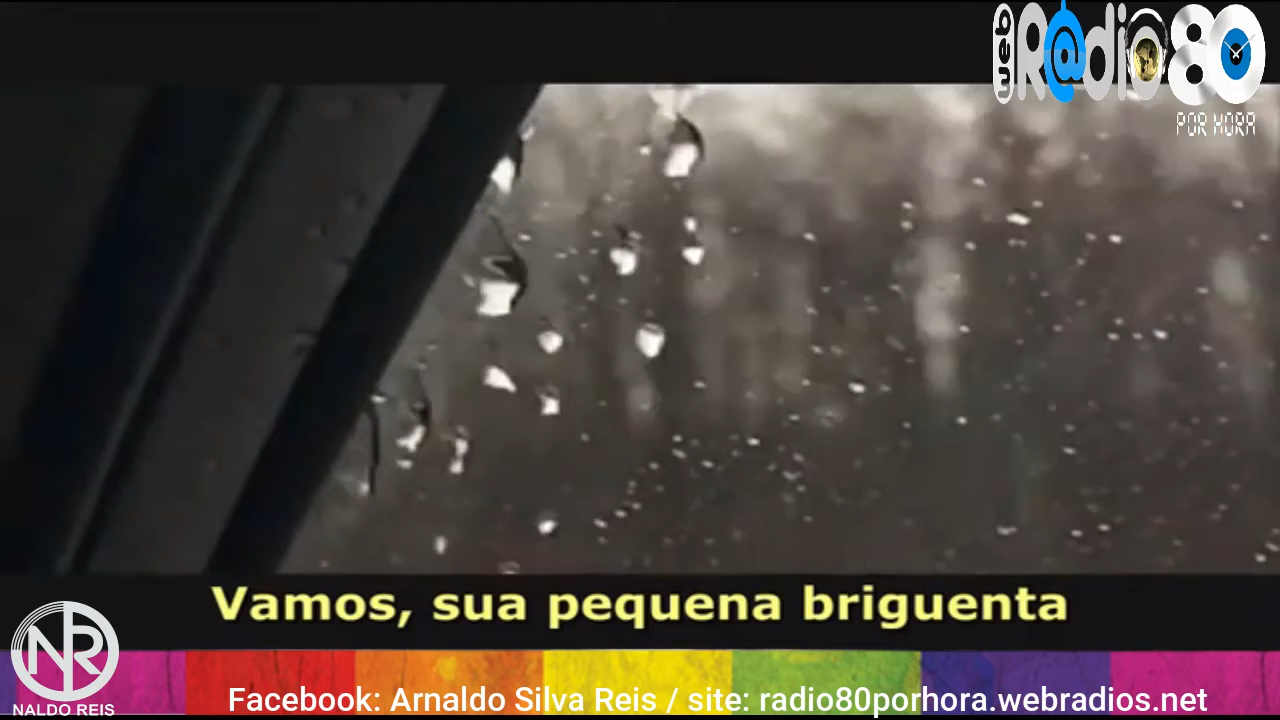 web R@dio 80
POR HORA
Vamos, sua pequena briguenta
NR
NALDO REIS
Facebook: Arnaldo Silva Reis / site: radio80porhora.webradios.net